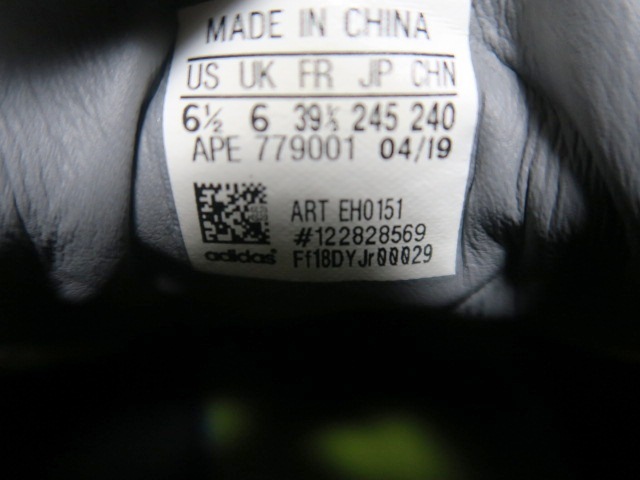 MADE IN CHINA
US UK FR JP CHN
6½ 6 39⅓ 245 240
APE 779001 04/19
ART EH0151
#122828569
adidas Ff18DYJr00029